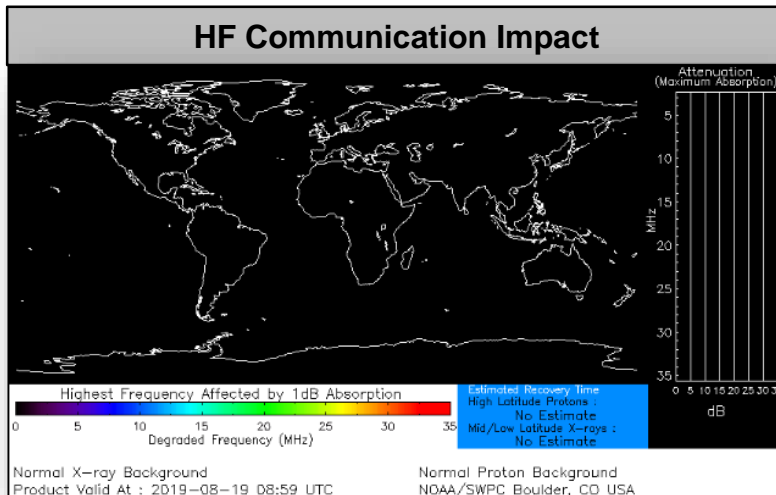 HF Communication Impact
Attenuation
(Maximum Absorption)
5
10
15
20
25
30
35
MHz
0 5 10 15 20 25 30 3
dB
Highest Frequency Affected by 1dB Absorption
0 5 10 15 20 25 30 35
Degraded Frequency (MHz)
Estimated Recovery Time
High Latitude Protons :
No Estimate
Mid/Low Latitude X-rays :
No Estimate
Normal X-ray Background
Product Valid At : 2019-08-19 08:59 UTC
Normal Proton Background
NOAA/SWPC Boulder, CO USA